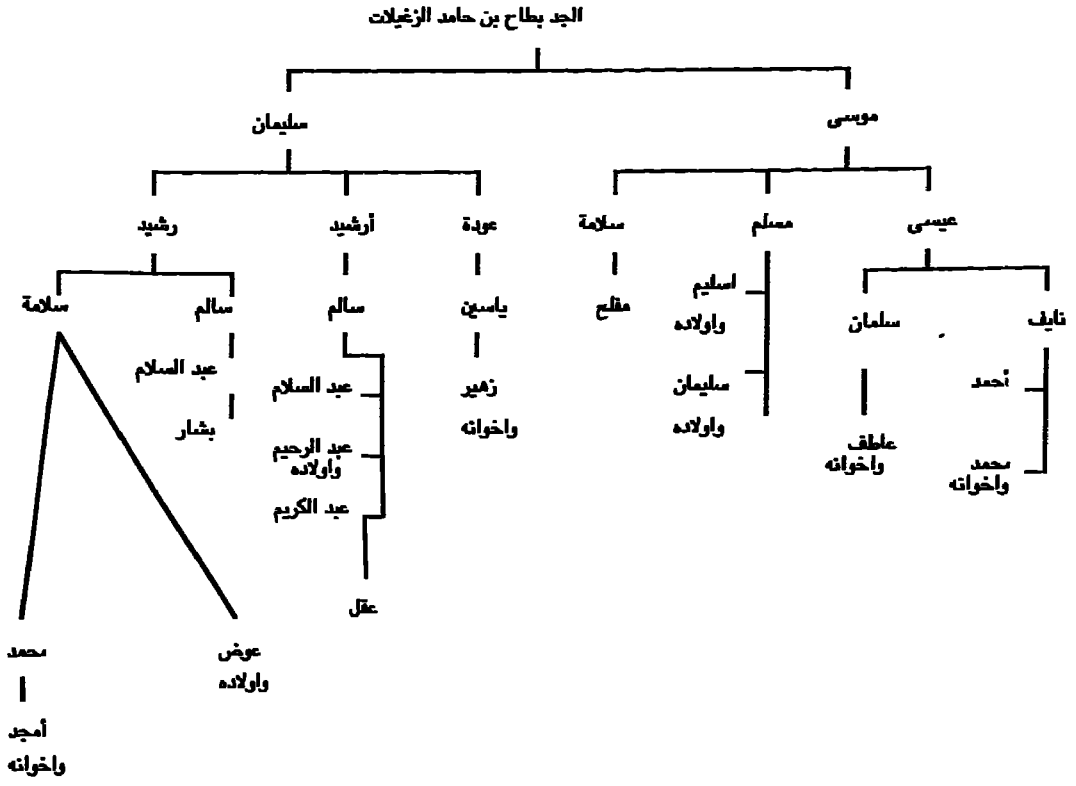 الجد بطاح بن حامد الزغيلات
موسى
سليمان
عيسى
مسلم
سلامة
عودة
أرشيد
رشيد
نايف
سلمان
اسليم
واولاده
سليمان
واولاده
مفلح
ياسين
سالم
سالم
سلامة
أحمد
محمد
واخوانه
عاطف
واخوانه
زهير
واخوانه
عبد السلام
عبد الرحيم
واولاده
عبد الكريم
عقل
عبد السلام
بشار
عوض
واولاده
محمد
أمجد
واخوانه